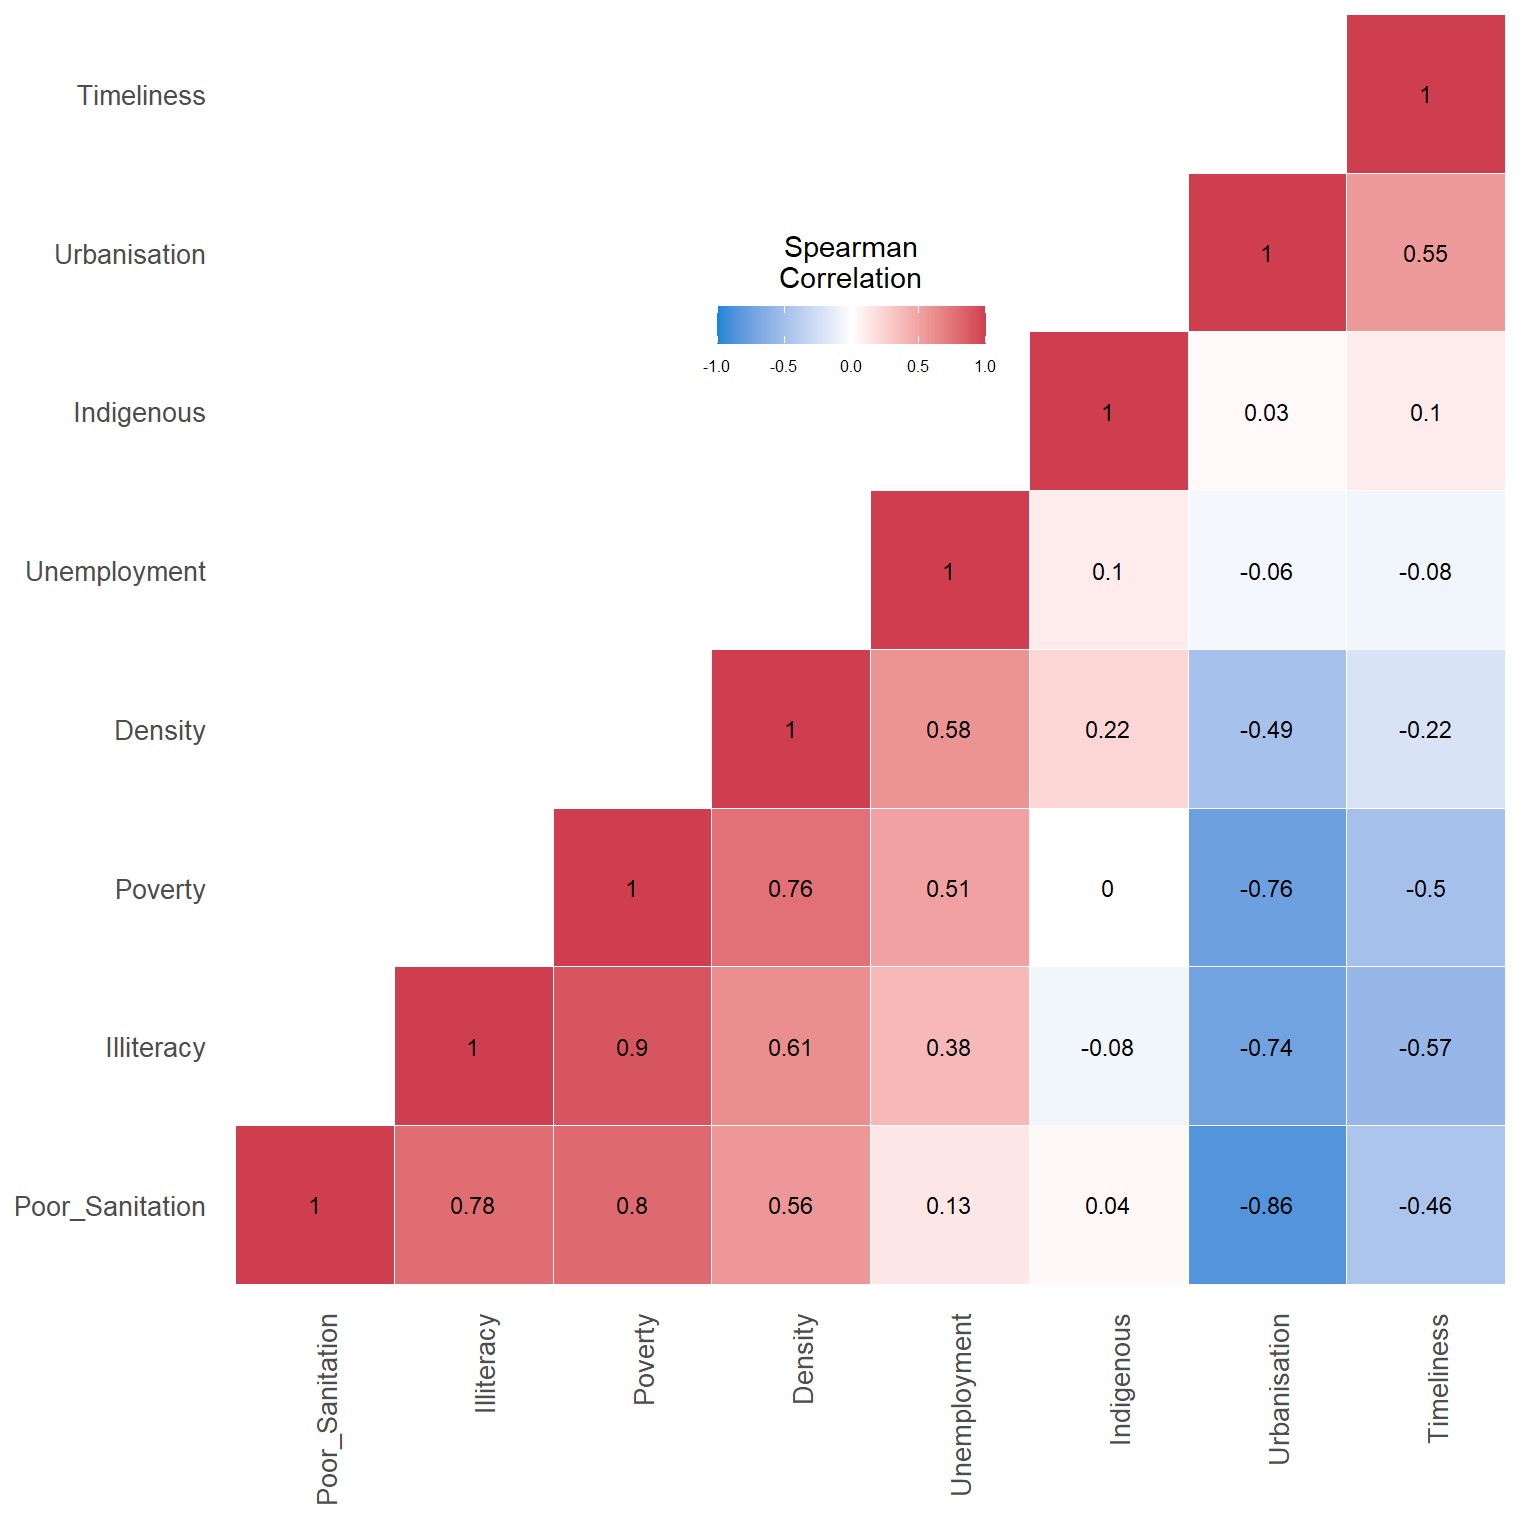 Timeliness 1
Urbanisation 1 0.55
Spearman
Correlation
-1.0 -0.5 0.0 0.5 1.0
Indigenous 1 0.03 0.1
Unemployment 1 0.1 -0.06 -0.08
Density 1 0.58 0.22 -0.49 -0.22
Poverty 1 0.76 0.51 0 -0.76 -0.5
Illiteracy 1 0.9 0.61 0.38 -0.08 -0.74 -0.57
Poor_Sanitation 1 0.78 0.8 0.56 0.13 0.04 -0.86 -0.46
Poor_Sanitation
Illiteracy
Poverty
Density
Unemployment
Indigenous
Urbanisation
Timeliness